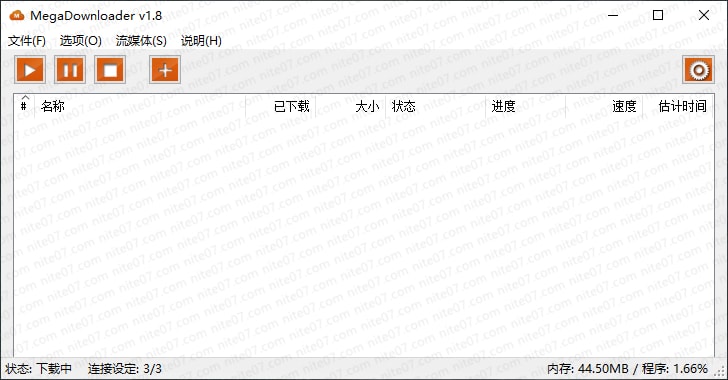 MegaDownloader v1.8
文件(F) 选项(O) 流媒体(S) 说明(H)
# 名称 已下载 大小 状态 进度 速度 估计时间
nite07.com
状态: 下载中 连接设定: 3/3 内存: 44.50MB / 程序: 1.66%